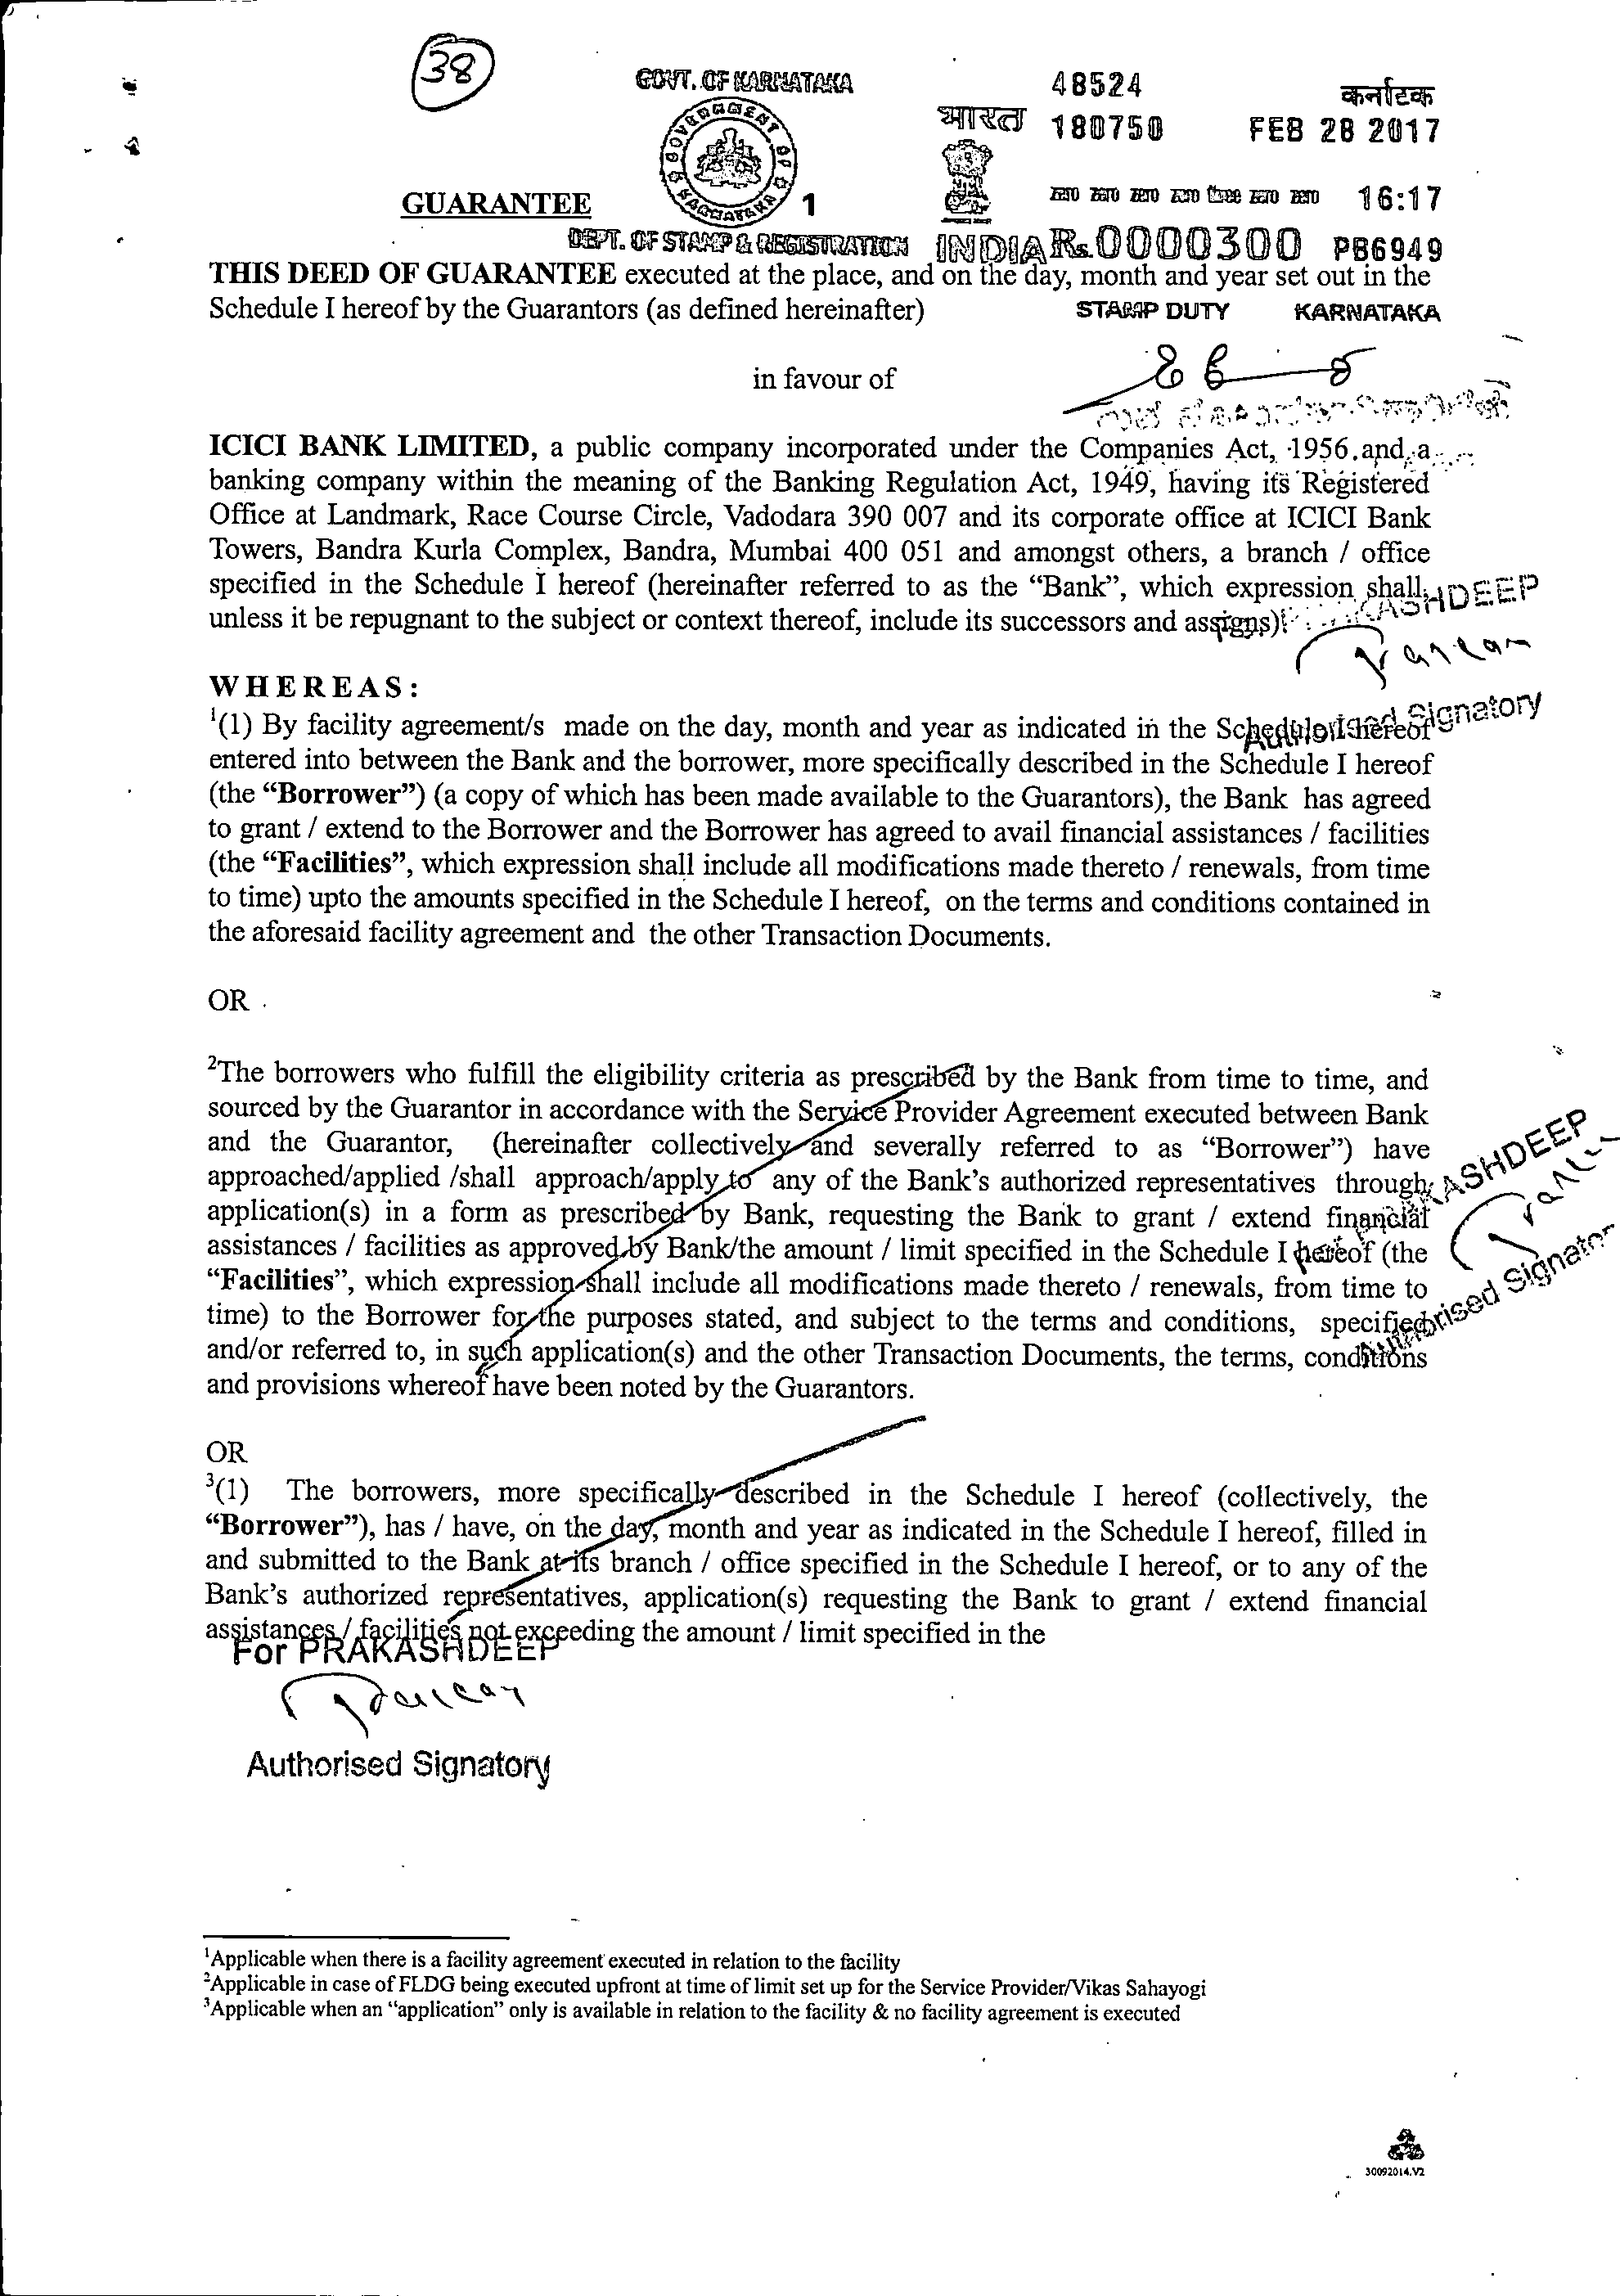 38
GOVT. OF KARNATAKA
48524
कर्नाटक
भारत 180750 FEB 28 2017
GOVERNMENT OF KARNATAKA
GUARANTEE
1
16:17
DEPT. OF STAMP & REGISTRATION INDIA Rs.0000300 PB6949
THIS DEED OF GUARANTEE executed at the place, and on the day, month and year set out in the
Schedule I hereof by the Guarantors (as defined hereinafter)
STAMP DUTY KARNATAKA
in favour of
ICICI BANK LIMITED, a public company incorporated under the Companies Act, 1956 and a
banking company within the meaning of the Banking Regulation Act, 1949, having its Registered
Office at Landmark, Race Course Circle, Vadodara 390 007 and its corporate office at ICICI Bank
Towers, Bandra Kurla Complex, Bandra, Mumbai 400 051 and amongst others, a branch / office
specified in the Schedule I hereof (hereinafter referred to as the “Bank”, which expression shall,
unless it be repugnant to the subject or context thereof, include its successors and assigns)
KASHDEEP
Authorised Signatory
WHEREAS:
¹(1) By facility agreement/s made on the day, month and year as indicated in the Schedule I hereof
entered into between the Bank and the borrower, more specifically described in the Schedule I hereof
(the “Borrower”) (a copy of which has been made available to the Guarantors), the Bank has agreed
to grant / extend to the Borrower and the Borrower has agreed to avail financial assistances / facilities
(the “Facilities”, which expression shall include all modifications made thereto / renewals, from time
to time) upto the amounts specified in the Schedule I hereof, on the terms and conditions contained in
the aforesaid facility agreement and the other Transaction Documents.
OR
²The borrowers who fulfill the eligibility criteria as prescribed by the Bank from time to time, and
sourced by the Guarantor in accordance with the Service Provider Agreement executed between Bank
and the Guarantor, (hereinafter collectively and severally referred to as “Borrower”) have
approached/applied /shall approach/apply to any of the Bank’s authorized representatives through
application(s) in a form as prescribed by Bank, requesting the Bank to grant / extend financial
assistances / facilities as approved by Bank/the amount / limit specified in the Schedule I hereof (the
“Facilities”, which expression shall include all modifications made thereto / renewals, from time to
time) to the Borrower for the purposes stated, and subject to the terms and conditions, specified
and/or referred to, in such application(s) and the other Transaction Documents, the terms, conditions
and provisions whereof have been noted by the Guarantors.
KASHDEEP
Authorised Signator
OR
³(1) The borrowers, more specifically described in the Schedule I hereof (collectively, the
“Borrower”), has / have, on the day, month and year as indicated in the Schedule I hereof, filled in
and submitted to the Bank at its branch / office specified in the Schedule I hereof, or to any of the
Bank’s authorized representatives, application(s) requesting the Bank to grant / extend financial
assistances / facilities not exceeding the amount / limit specified in the
For PRAKASHDEEP
Authorised Signatory
¹Applicable when there is a facility agreement executed in relation to the facility
²Applicable in case of FLDG being executed upfront at time of limit set up for the Service Provider/Vikas Sahayogi
³Applicable when an “application” only is available in relation to the facility & no facility agreement is executed
30092014.V2